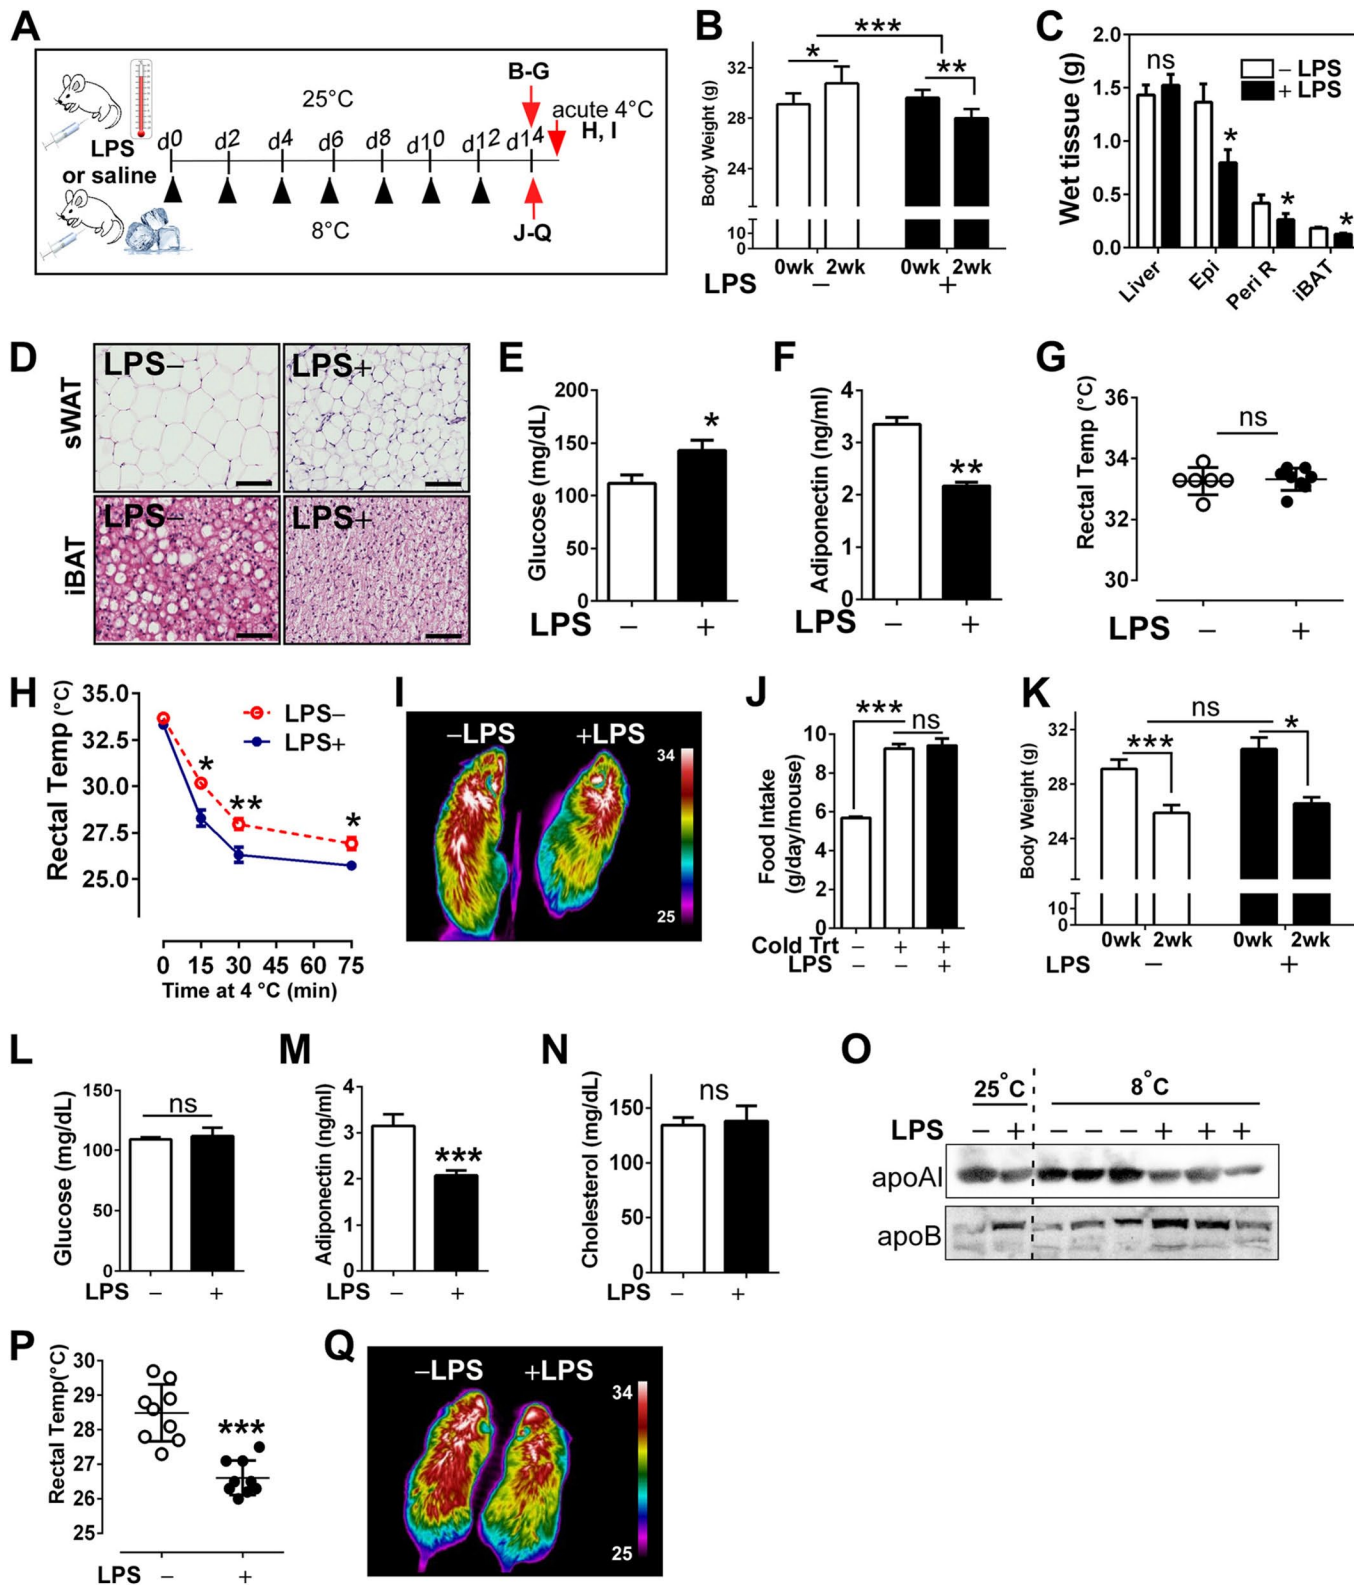 A
25°C
B-G
acute 4°C
H, I
d0 d2 d4 d6 d8 d10 d12 d14
LPS
or saline
8°C
J-Q
B
Body Weight (g)
32
28
24
10
0
***
* **
0wk 2wk 0wk 2wk
LPS − +
C
Wet tissue (g)
2.0
1.5
1.0
0.5
0.0
ns
* * *
− LPS
+ LPS
Liver Epi Peri R iBAT
D
sWAT
LPS− LPS+
iBAT
LPS− LPS+
E
Glucose (mg/dL)
200
150
100
50
0
*
LPS − +
F
Adiponectin (ng/ml)
4
3
2
1
0
**
LPS − +
G
Rectal Temp (°C)
36
34
32
30
ns
LPS − +
H
Rectal Temp (°C)
35.0
32.5
30.0
27.5
25.0
LPS−
LPS+
* ** *
0 15 30 45 60 75
Time at 4 °C (min)
I
−LPS +LPS
34
25
J
Food Intake
(g/day/mouse)
10
8
6
4
2
0
*** ns
Cold Trt − + +
LPS − − +
K
Body Weight (g)
32
28
24
10
0
ns
*** *
0wk 2wk 0wk 2wk
LPS − +
L
Glucose (mg/dL)
150
100
50
0
ns
LPS − +
M
Adiponectin (ng/ml)
4
3
2
1
0
***
LPS − +
N
Cholesterol (mg/dL)
150
100
50
0
ns
LPS − +
O
25°C 8°C
LPS − + − − − + + +
apoAI
apoB
P
Rectal Temp(°C)
30
29
28
27
26
25
***
LPS − +
Q
−LPS +LPS
34
25